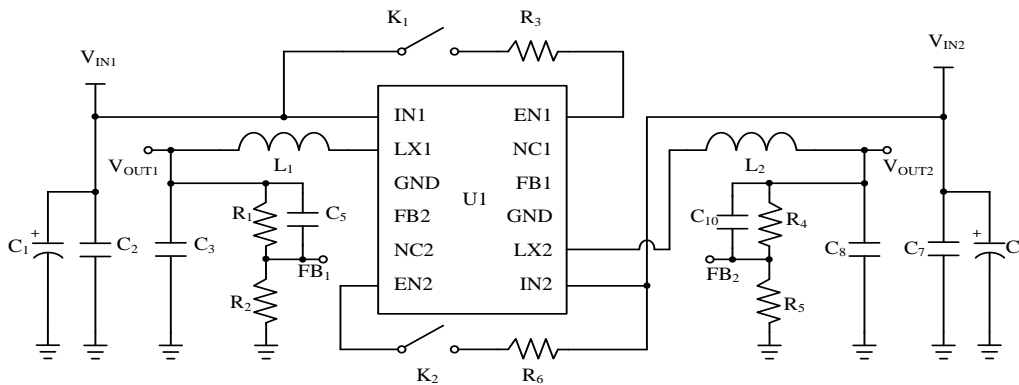 K1
R3
VIN1
VIN2
IN1
EN1
LX1
NC1
VOUT1
L1
L2
VOUT2
GND
FB1
U1
FB2
GND
R1
C5
C10
R4
C1
+
C2
C3
NC2
LX2
C8
C7
+
C
FB1
FB2
EN2
IN2
R2
R5
K2
R6